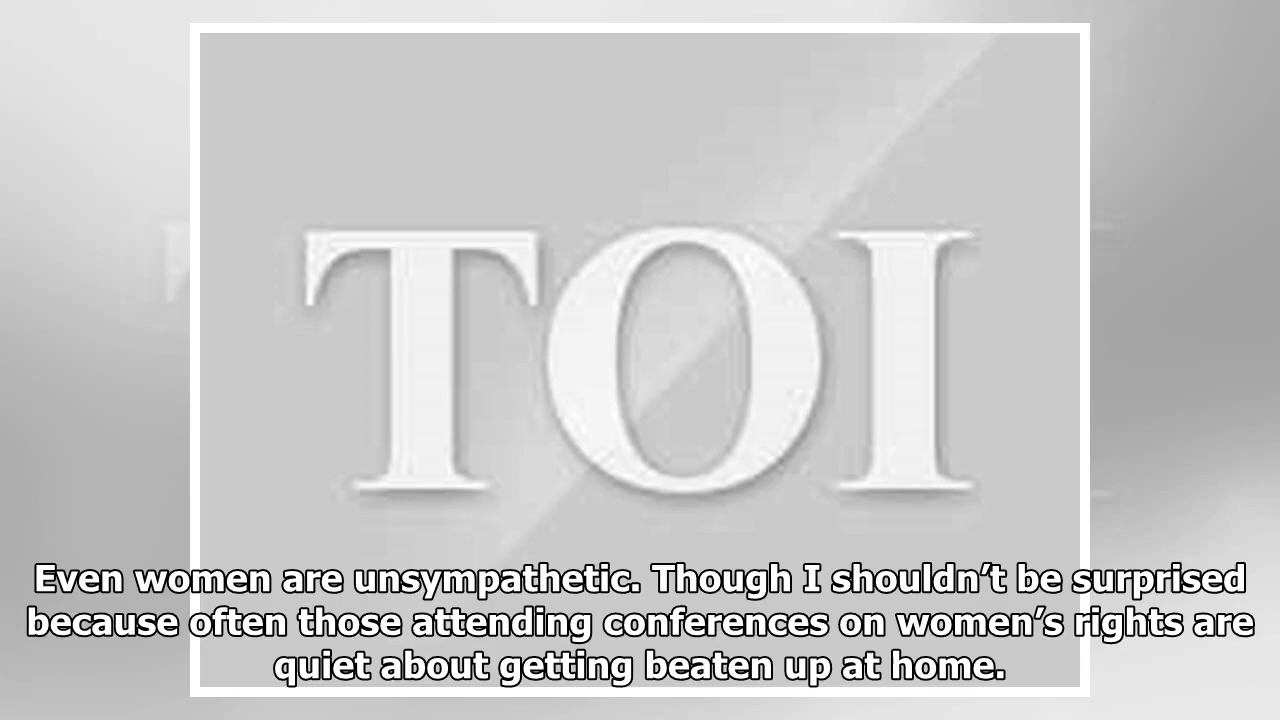 TOI
Even women are unsympathetic. Though I shouldn’t be surprised
because often those attending conferences on women’s rights are
quiet about getting beaten up at home.